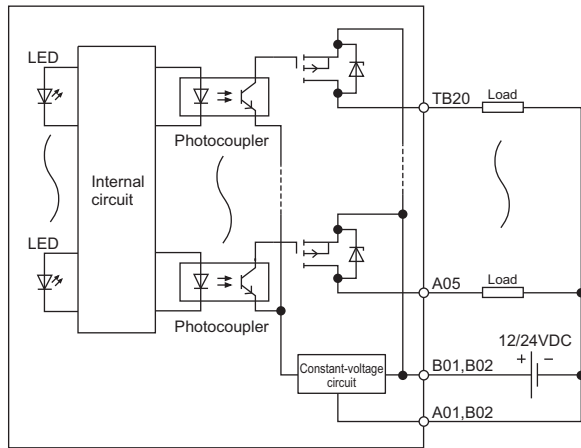 LED
Photocoupler
Internal
circuit
LED
Photocoupler
Constant-voltage
circuit
TB20
Load
A05
Load
12/24VDC
+ −
B01,B02
A01,B02